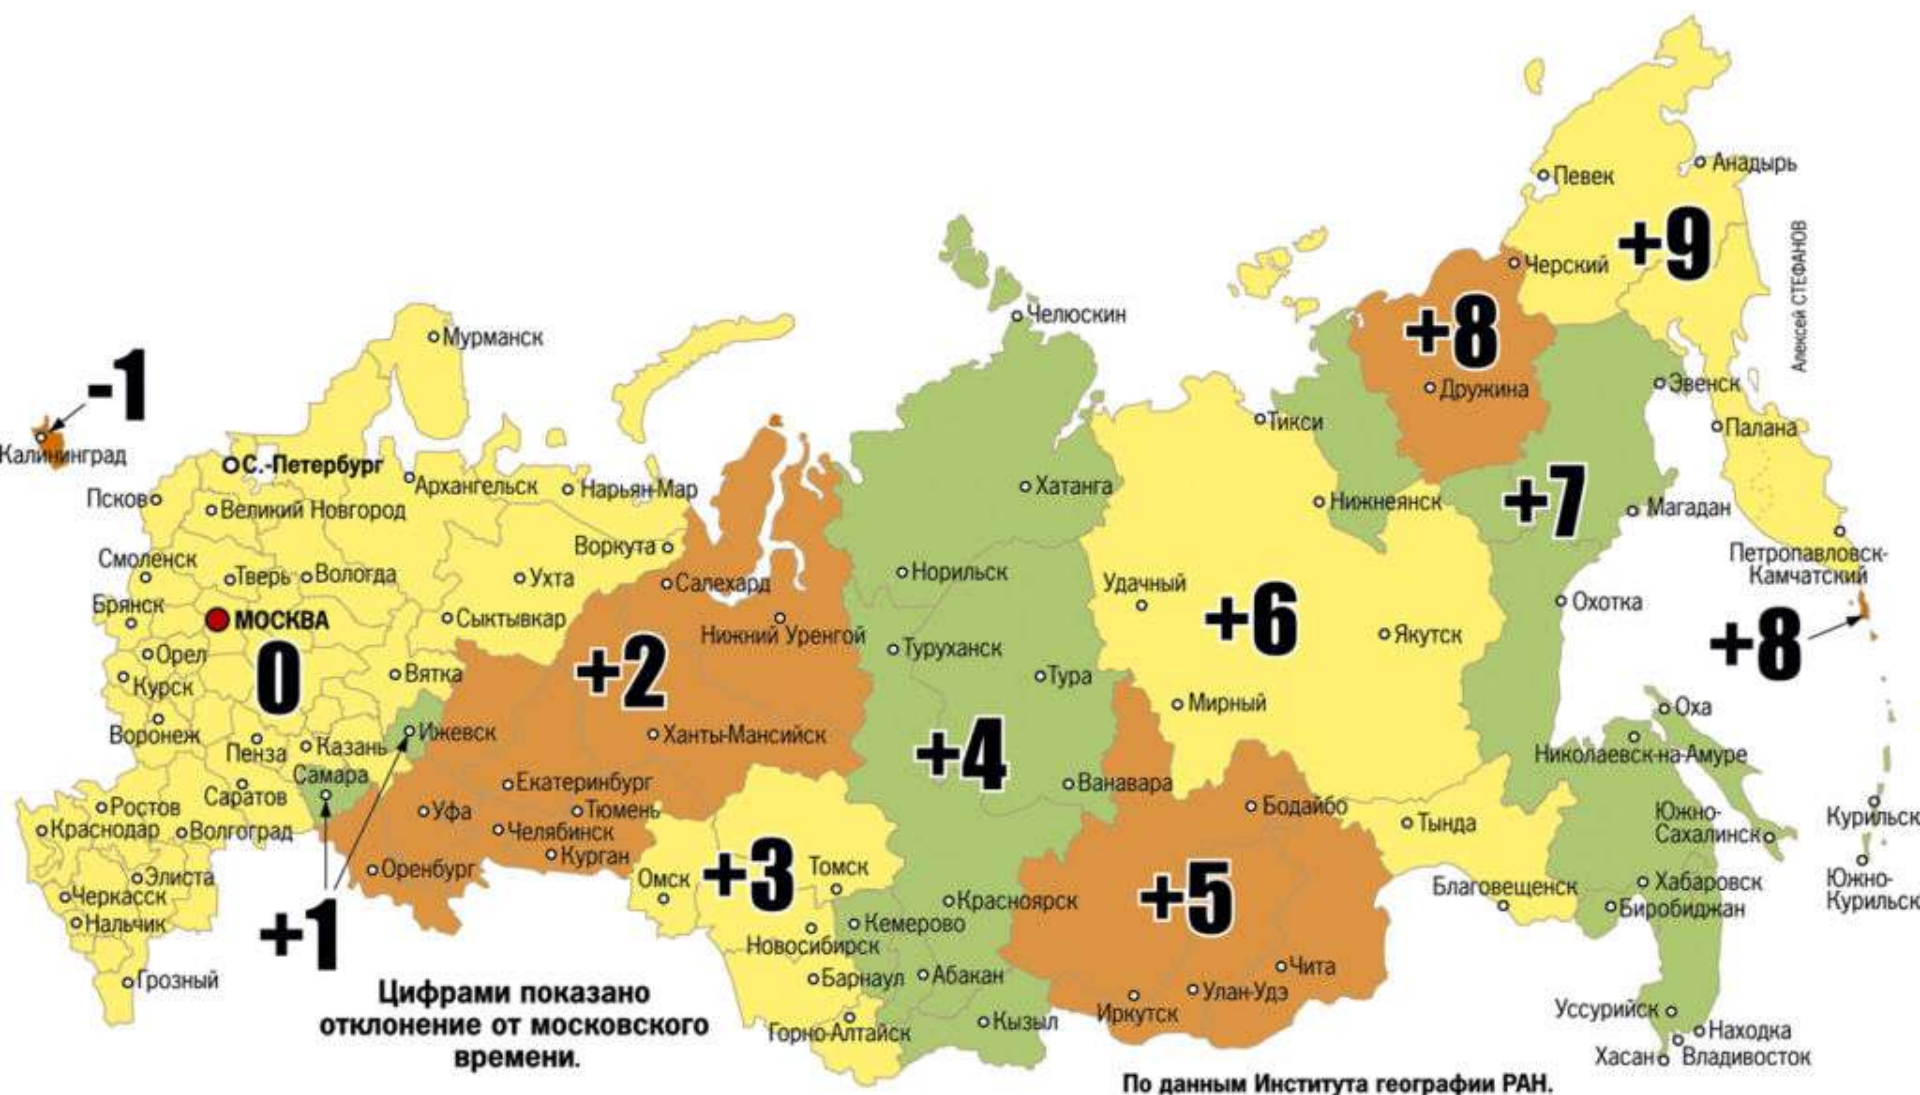 -1
Калининград
Мурманск
С.-Петербург
Псков
Великий Новгород
Архангельск
Нарьян-Мар
Воркута
Смоленск
Тверь
Вологда
Ухта
Салехард
Брянск
МОСКВА
0
Сыктывкар
Нижний Уренгой
Орел
Курск
Вятка
+2
Воронеж
Пенза
Казань
Ижевск
Ханты-Мансийск
Самара
Саратов
Екатеринбург
Уфа
Тюмень
Ростов
Краснодар
Волгоград
Челябинск
Курган
Оренбург
Элиста
Черкасск
Нальчик
Грозный
+1
Омск
+3
Томск
Новосибирск
Барнаул
Горно-Алтайск
Челюскин
Хатанга
Норильск
Туруханск
Тура
+4
Ванавара
Красноярск
Кемерово
Абакан
Кызыл
Тикси
Нижнеянск
Удачный
+6
Якутск
Мирный
Бодайбо
+5
Чита
Улан-Удэ
Иркутск
Тында
Благовещенск
Певек
Анадырь
+9
Черский
+8
Дружина
Эвенск
Палана
+7
Магадан
Петропавловск-
Камчатский
Охотка
+8
Оха
Николаевск-на-Амуре
Южно-
Сахалинск
Курильск
Южно-
Курильск
Хабаровск
Биробиджан
Уссурийск
Находка
Хасан
Владивосток
Алексей СТЕФАНОВ
Цифрами показано
отклонение от московского
времени.
По данным Института географии РАН.